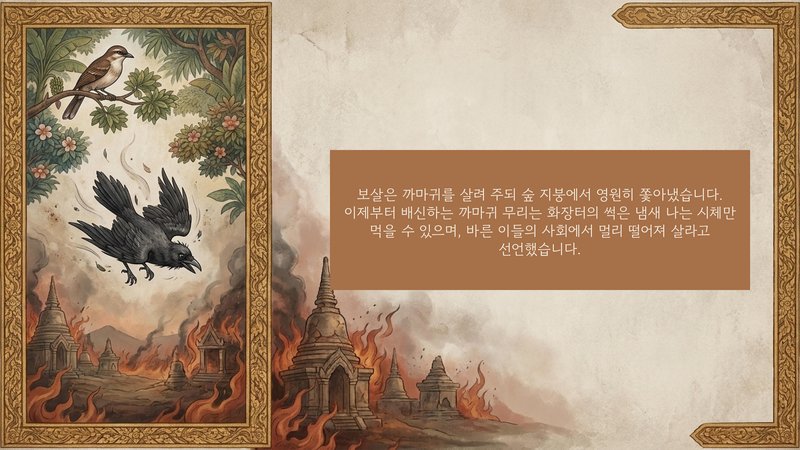 보살은 까마귀를 살려 주되 숲 지붕에서 영원히 쫓아냈습니다.
이제부터 배신하는 까마귀 무리는 화장터의 썩은 냄새 나는 시체만
먹을 수 있으며, 바른 이들의 사회에서 멀리 떨어져 살라고
선언했습니다.